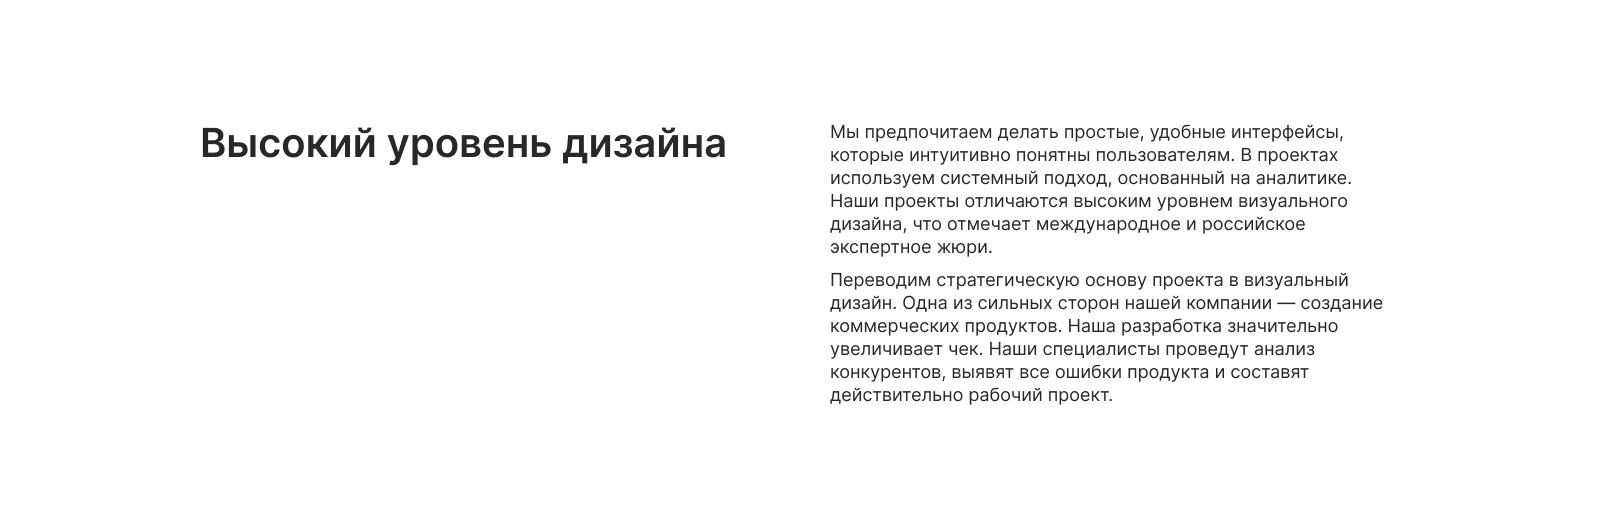 Высокий уровень дизайна
Мы предпочитаем делать простые, удобные интерфейсы,
которые интуитивно понятны пользователям. В проектах
используем системный подход, основанный на аналитике.
Наши проекты отличаются высоким уровнем визуального
дизайна, что отмечает международное и российское
экспертное жюри.
Переводим стратегическую основу проекта в визуальный
дизайн. Одна из сильных сторон нашей компании — создание
коммерческих продуктов. Наша разработка значительно
увеличивает чек. Наши специалисты проведут анализ
конкурентов, выявят все ошибки продукта и составят
действительно рабочий проект.